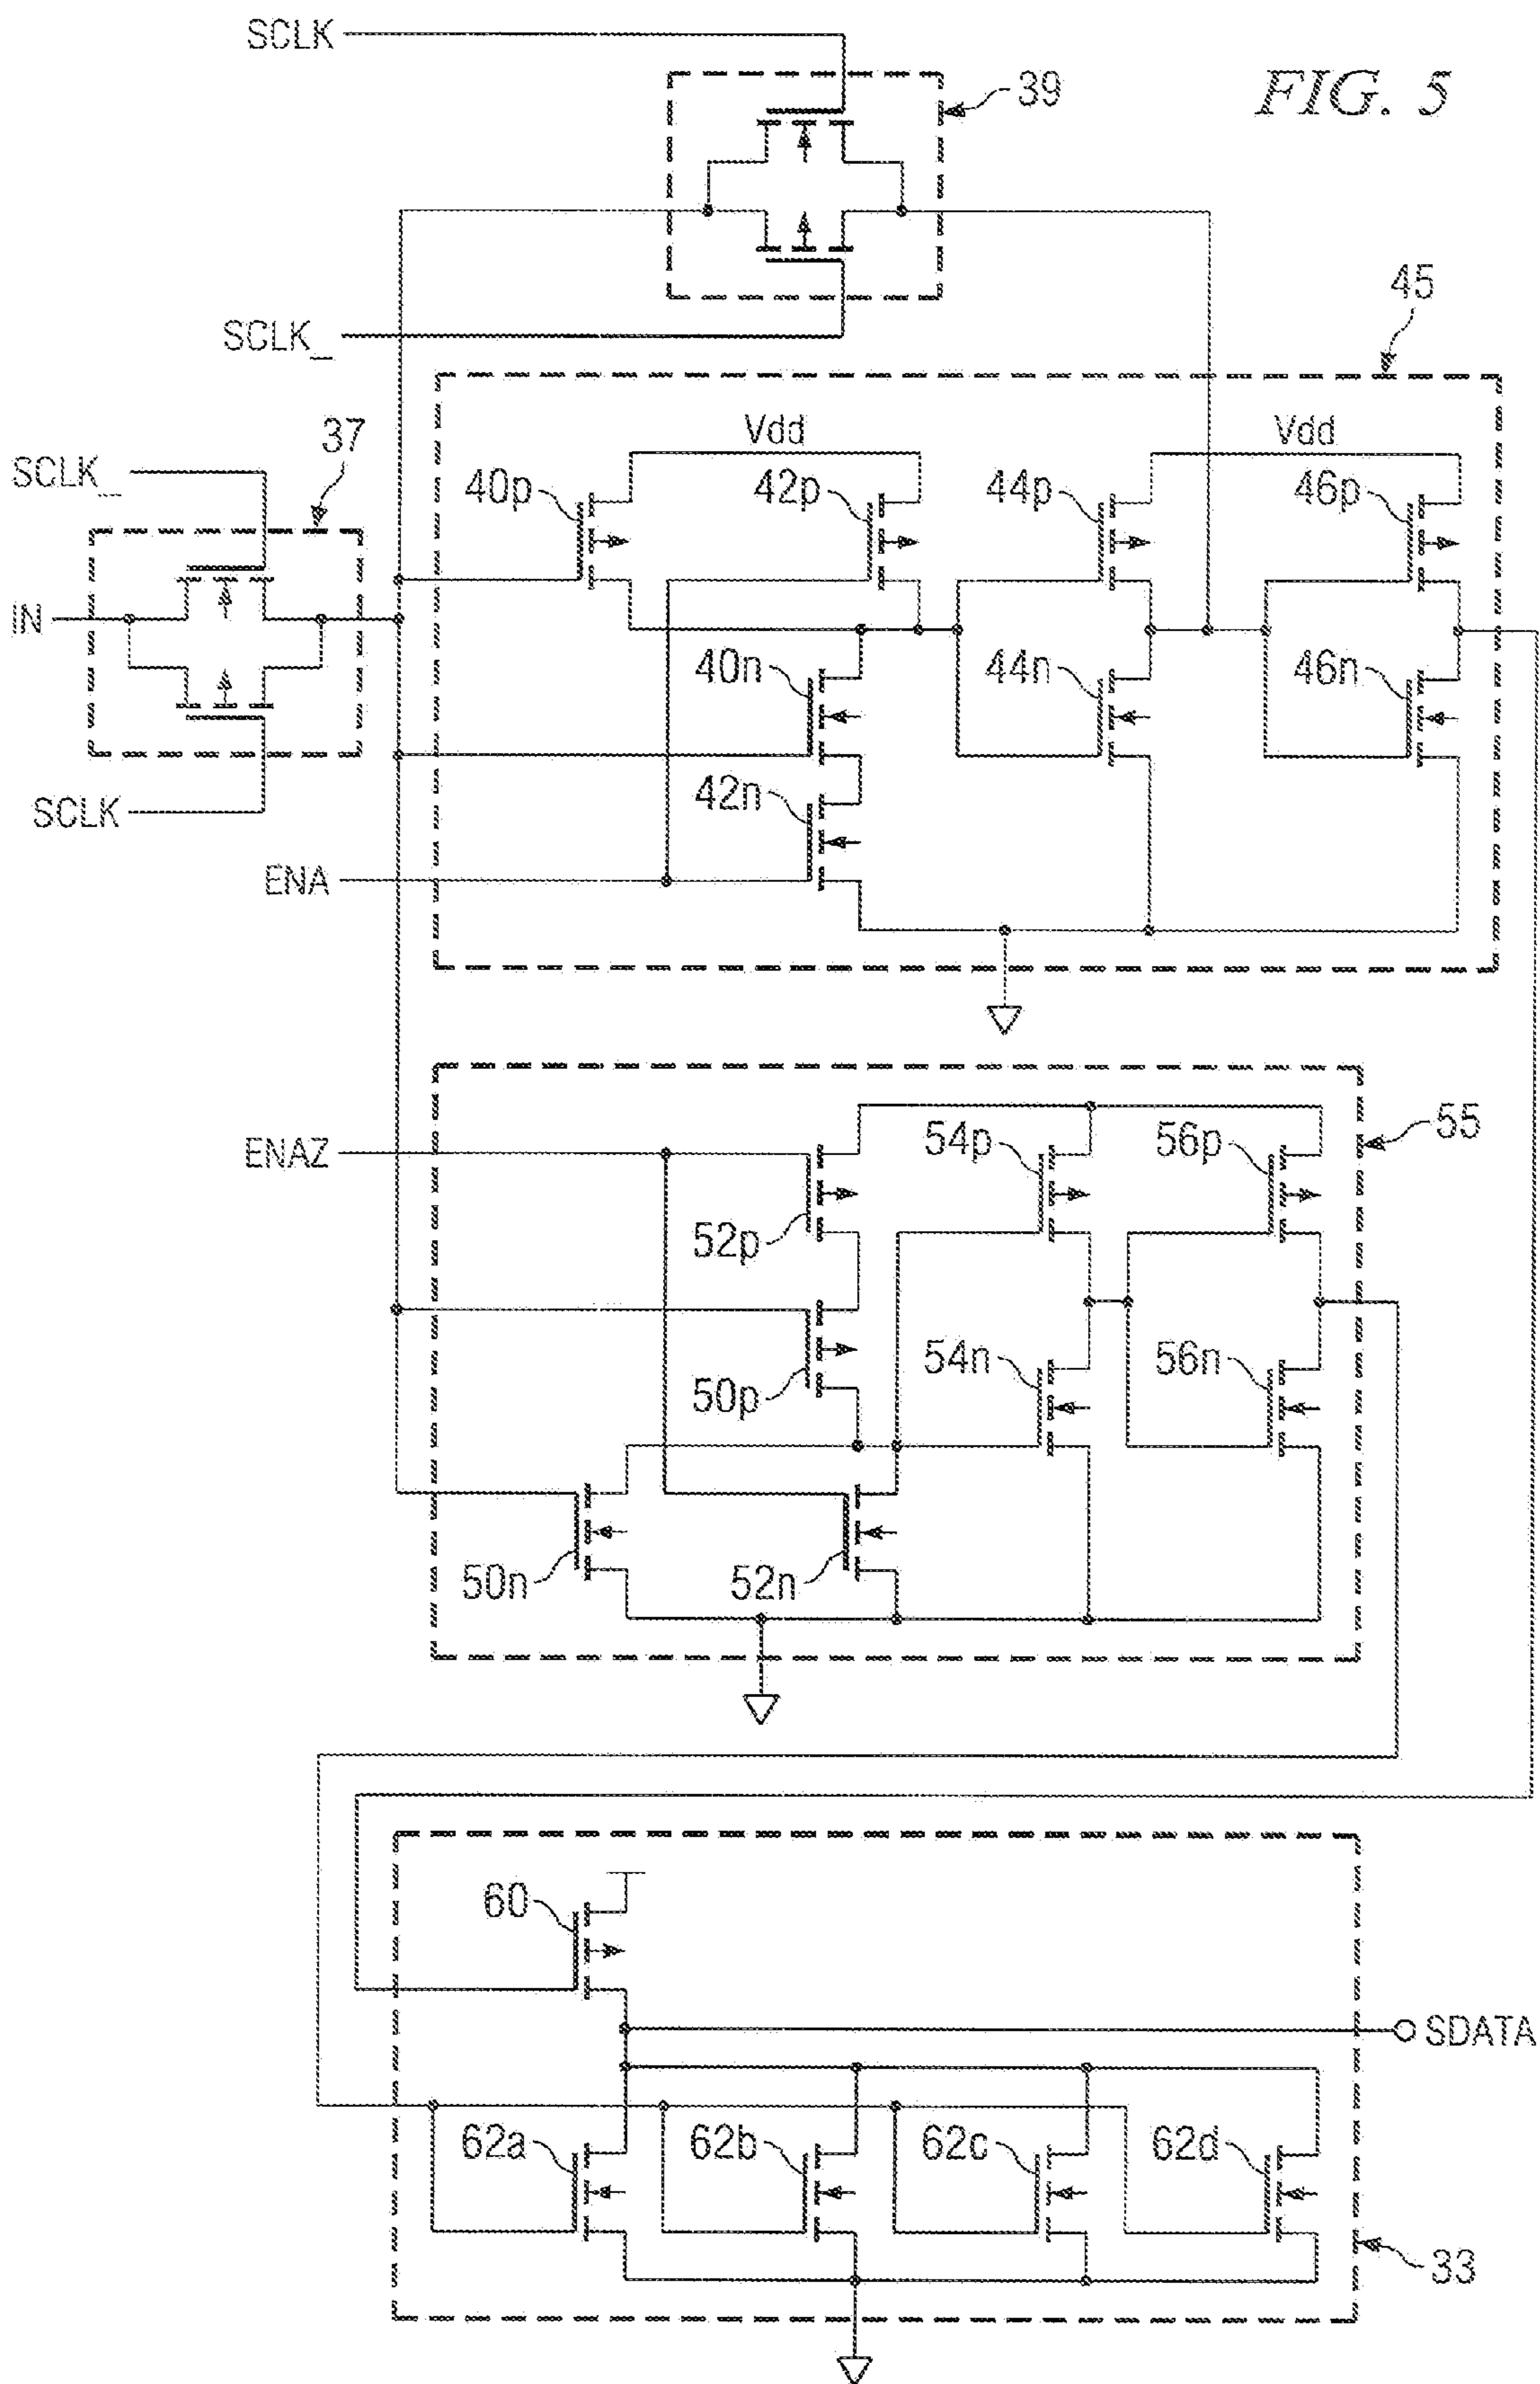 SCLK
39
FIG. 5
SCLK_
45
37
SCLK_
Vdd
Vdd
40p
42p
44p
46p
IN
40n
44n
46n
42n
SCLK
ENA
ENAZ
54p
56p
55
52p
54n
56n
50p
50n
52n
60
SDATA
62a
62b
62c
62d
33